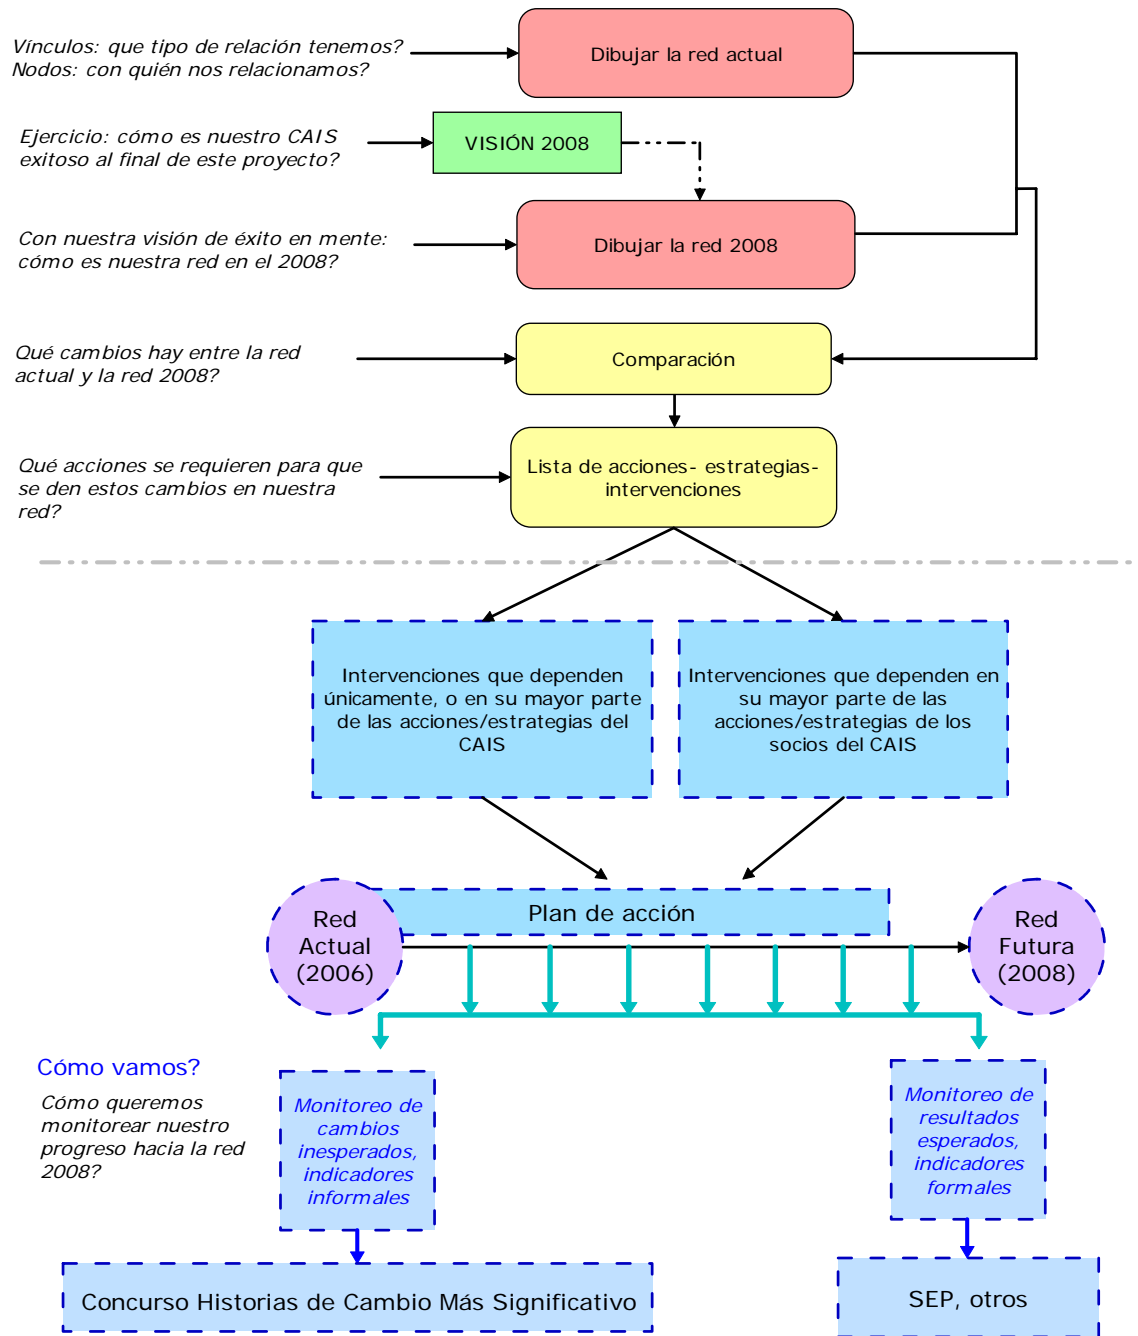 Vínculos: que tipo de relación tenemos?
Nodos: con quién nos relacionamos?
Dibujar la red actual
Ejercicio: cómo es nuestro CAIS
exitoso al final de este proyecto?
VISIÓN 2008
Con nuestra visión de éxito en mente:
cómo es nuestra red en el 2008?
Dibujar la red 2008
Qué cambios hay entre la red
actual y la red 2008?
Comparación
Qué acciones se requieren para que
se den estos cambios en nuestra
red?
Lista de acciones- estrategias-
intervenciones
Intervenciones que dependen
únicamente, o en su mayor parte
de las acciones/estrategias del
CAIS
Intervenciones que dependen en
su mayor parte de las
acciones/estrategias de los
socios del CAIS
Red
Actual
(2006)
Plan de acción
Red
Futura
(2008)
Cómo vamos?
Cómo queremos
monitorear nuestro
progreso hacia la red
2008?
Monitoreo de
cambios
inesperados,
indicadores
informales
Monitoreo de
resultados
esperados,
indicadores
formales
Concurso Historias de Cambio Más Significativo
SEP, otros